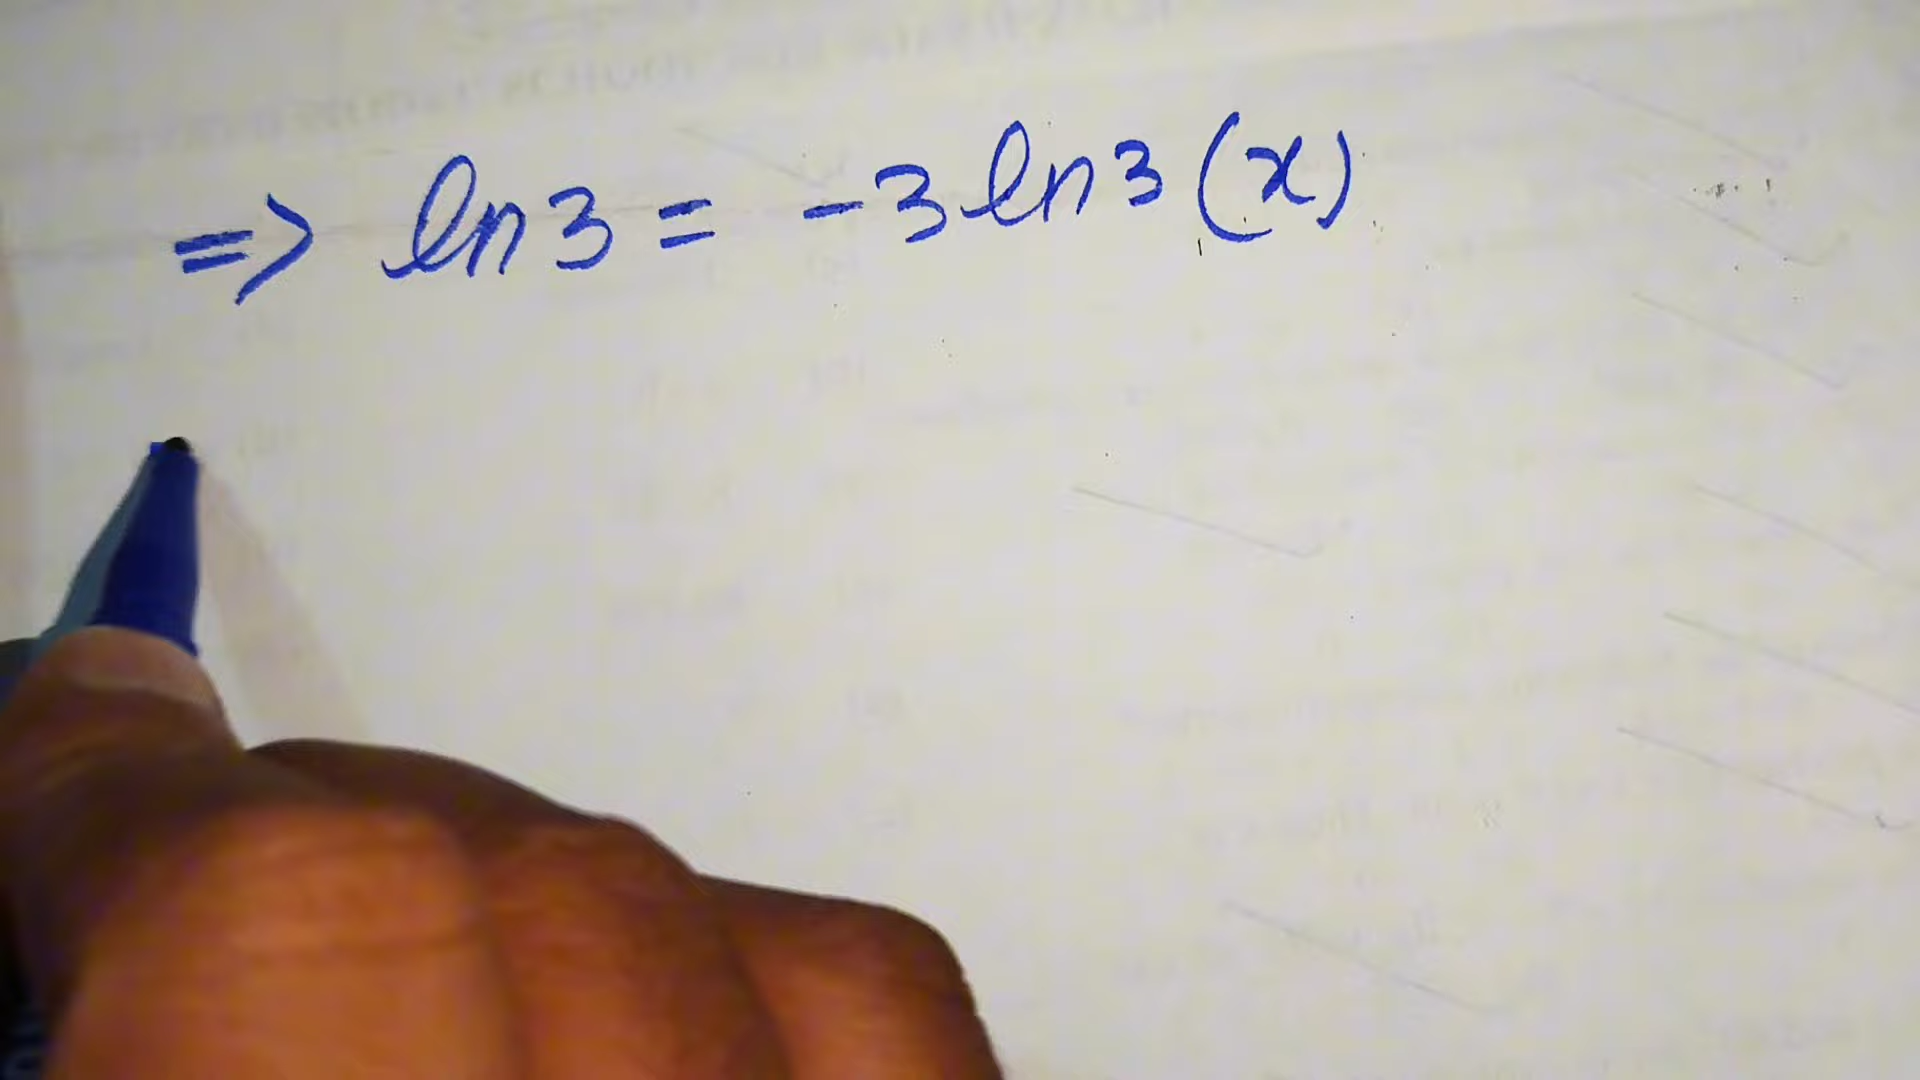 => ln3 = -3ln3(x)